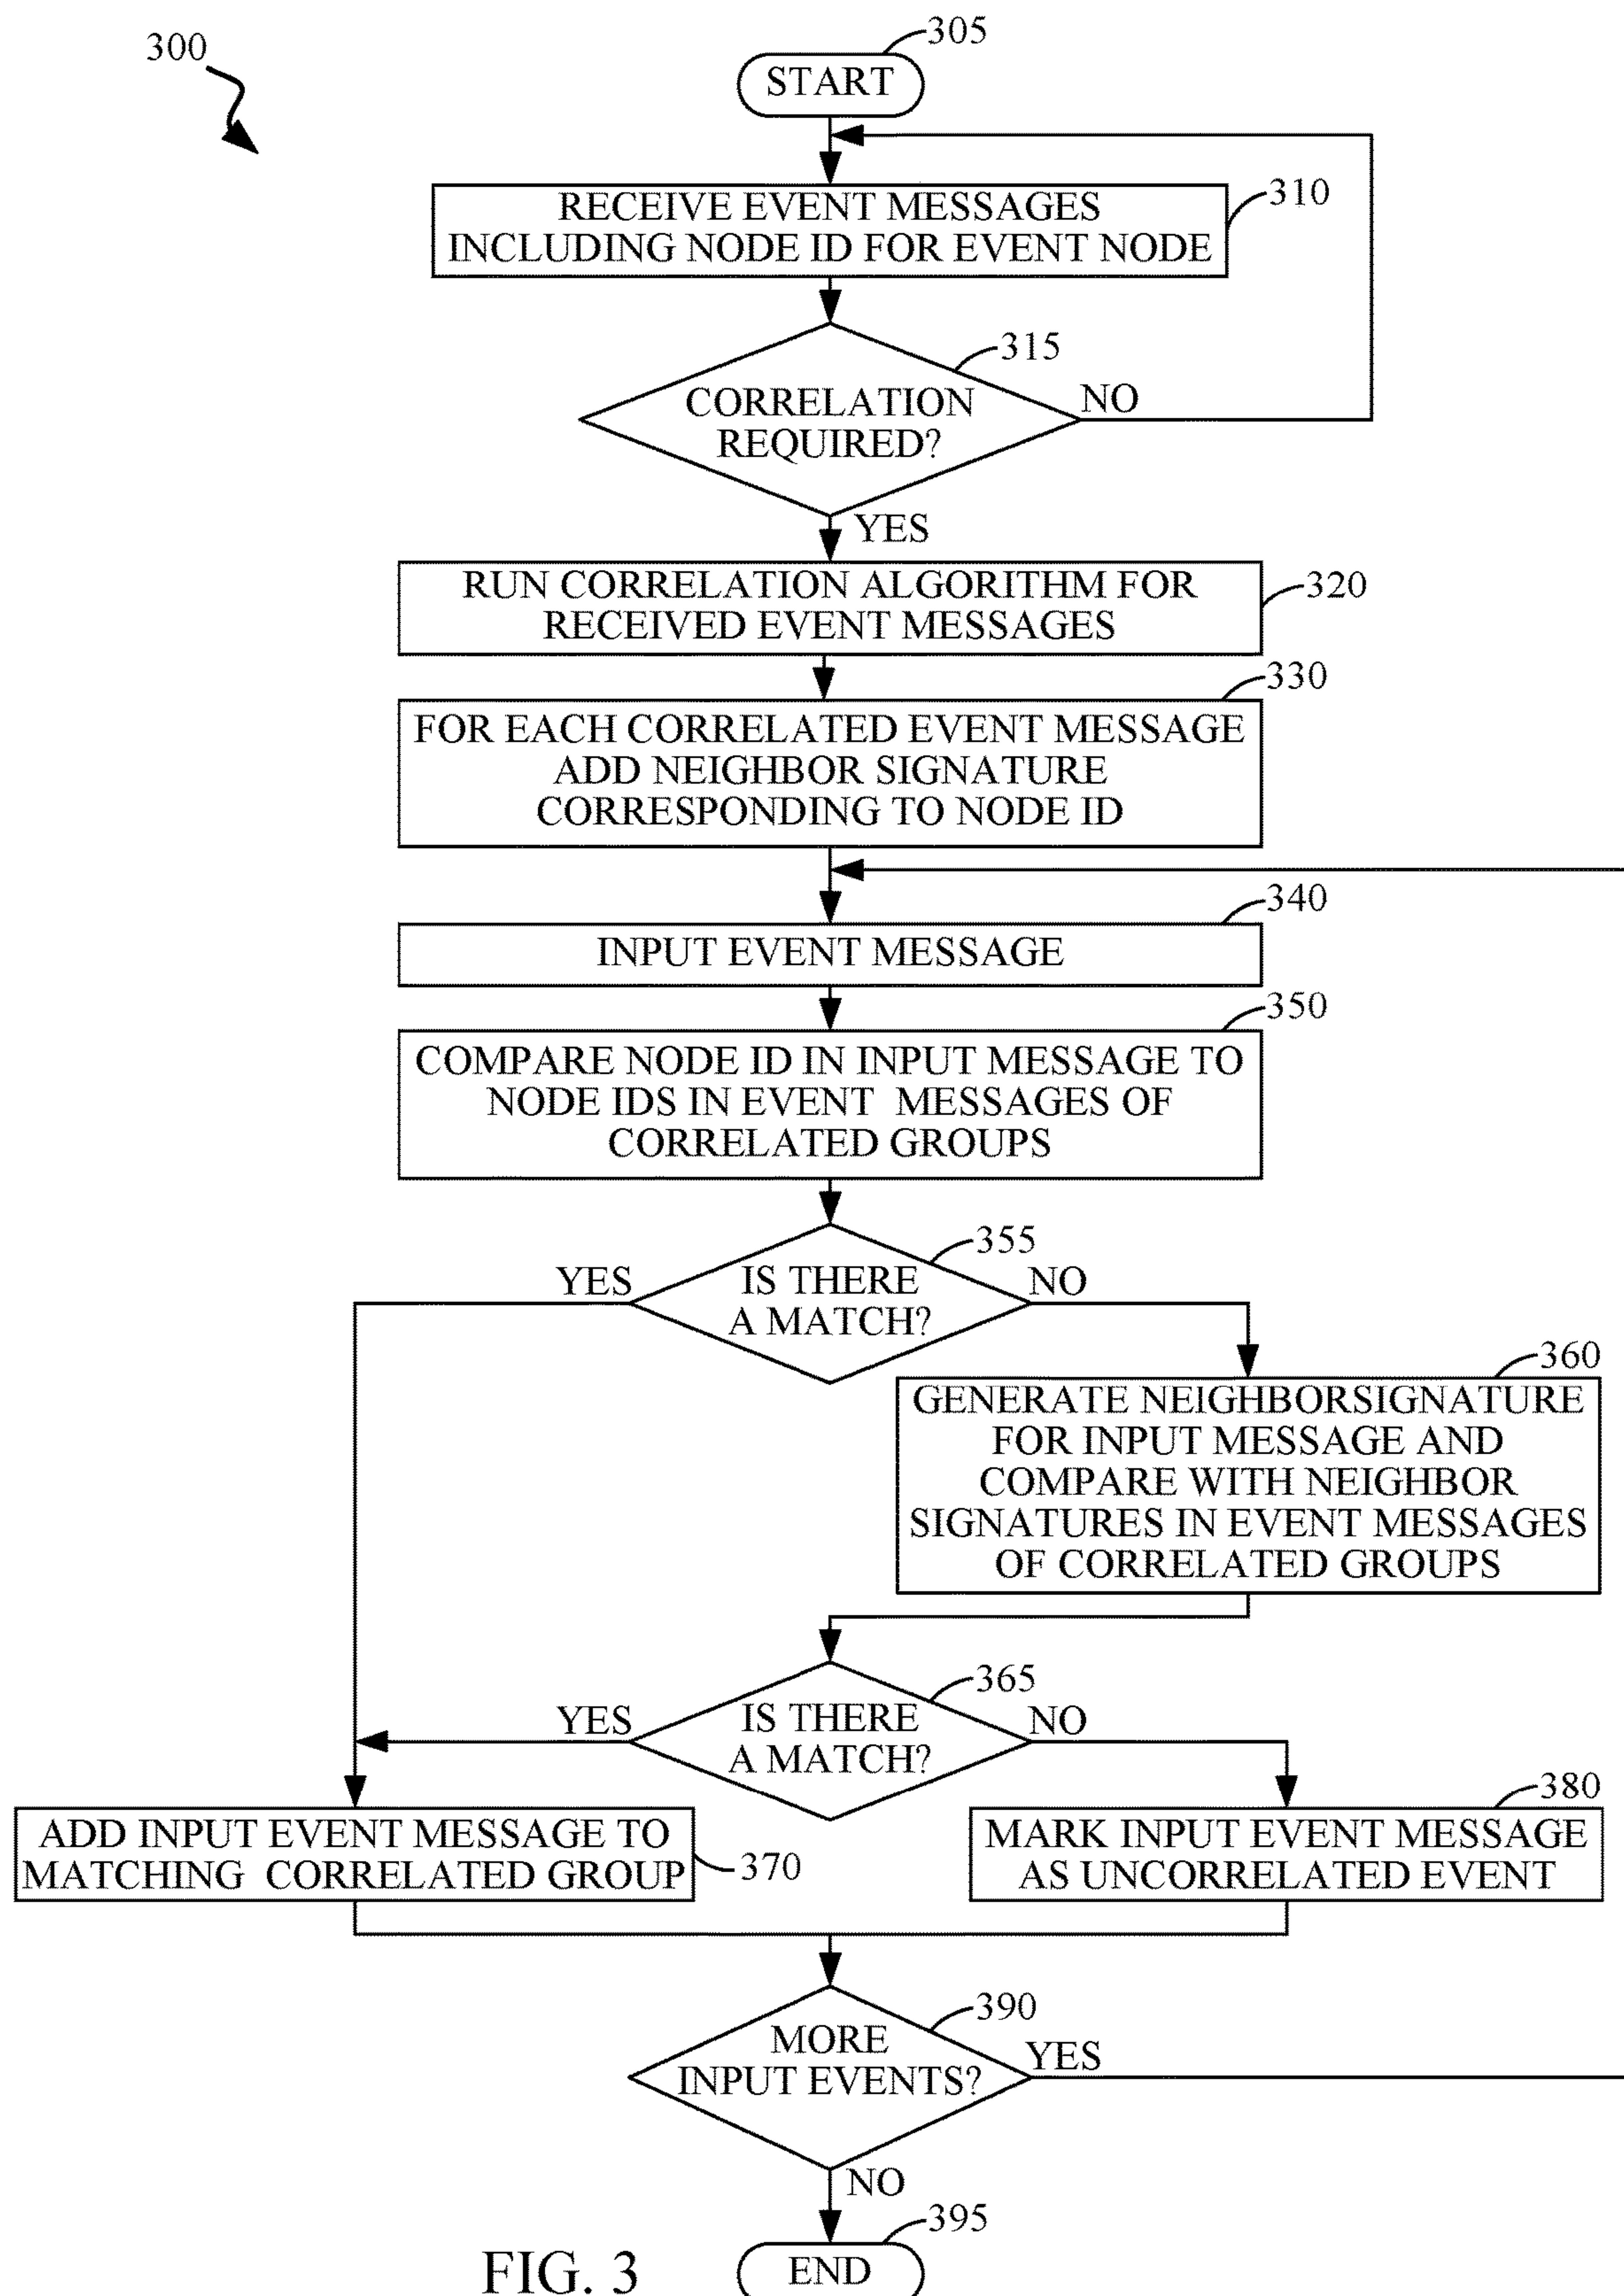 300
305
START
RECEIVE EVENT MESSAGES
INCLUDING NODE ID FOR EVENT NODE
310
315
CORRELATION
REQUIRED?
NO
YES
RUN CORRELATION ALGORITHM FOR
RECEIVED EVENT MESSAGES
320
330
FOR EACH CORRELATED EVENT MESSAGE
ADD NEIGHBOR SIGNATURE
CORRESPONDING TO NODE ID
340
INPUT EVENT MESSAGE
350
COMPARE NODE ID IN INPUT MESSAGE TO
NODE IDS IN EVENT MESSAGES OF
CORRELATED GROUPS
355
YES
IS THERE
A MATCH?
NO
360
GENERATE NEIGHBORSIGNATURE
FOR INPUT MESSAGE AND
COMPARE WITH NEIGHBOR
SIGNATURES IN EVENT MESSAGES
OF CORRELATED GROUPS
365
YES
IS THERE
A MATCH?
NO
ADD INPUT EVENT MESSAGE TO
MATCHING CORRELATED GROUP
370
380
MARK INPUT EVENT MESSAGE
AS UNCORRELATED EVENT
390
MORE
INPUT EVENTS?
YES
NO
395
END
FIG. 3